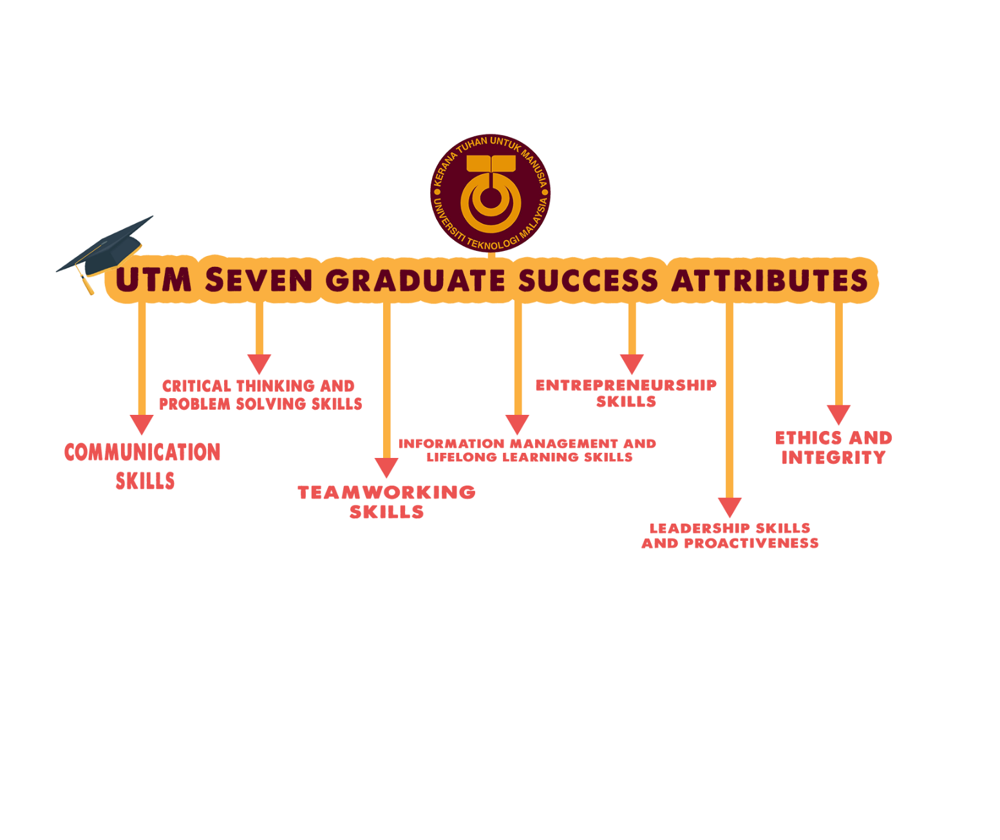 KERANA TUHAN UNTUK MANUSIA
UNIVERSITI TEKNOLOGI MALAYSIA
UTM SEVEN GRADUATE SUCCESS ATTRIBUTES
COMMUNICATION
SKILLS
CRITICAL THINKING AND
PROBLEM SOLVING SKILLS
TEAMWORKING
SKILLS
INFORMATION MANAGEMENT AND
LIFELONG LEARNING SKILLS
ENTREPRENEURSHIP
SKILLS
LEADERSHIP SKILLS
AND PROACTIVENESS
ETHICS AND
INTEGRITY